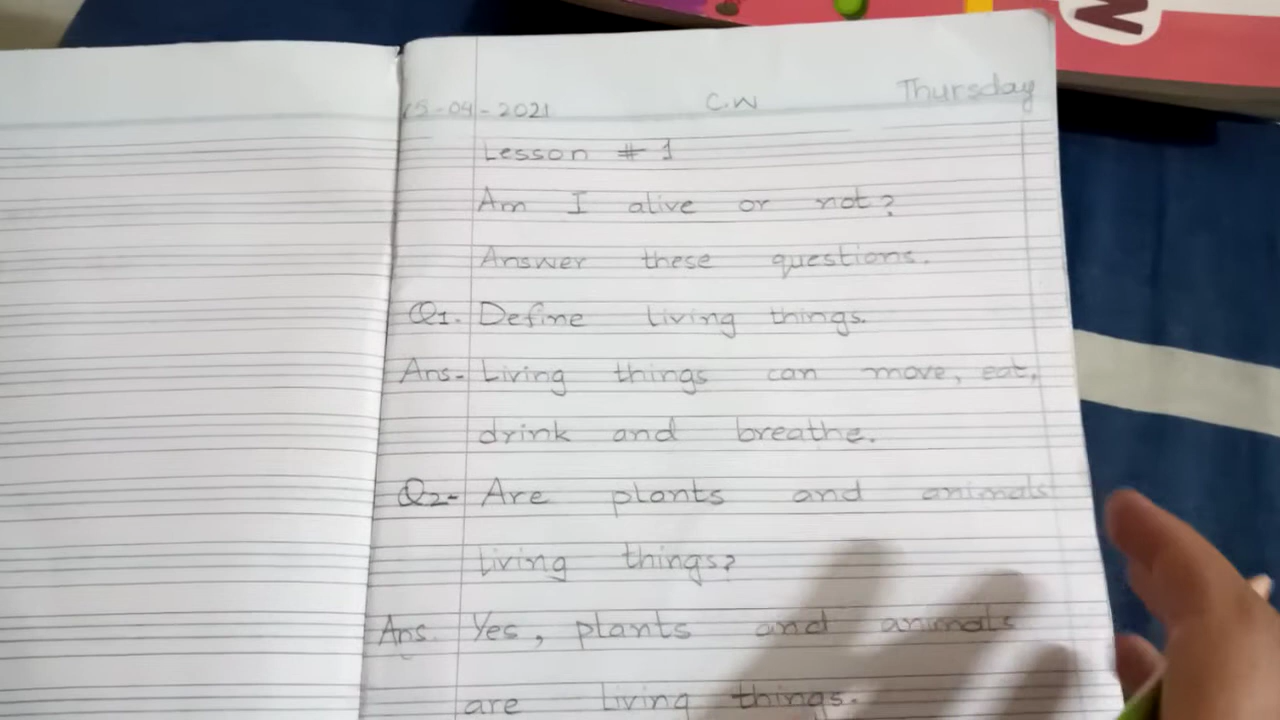 15-04-2021 C.W Thursday
Lesson # 1
Am I alive or not?
Answer these questions.
Q1. Define living things.
Ans- Living things can move, eat,
drink and breathe.
Q2- Are plants and animals
living things?
Ans. Yes, plants and animals
are living things.